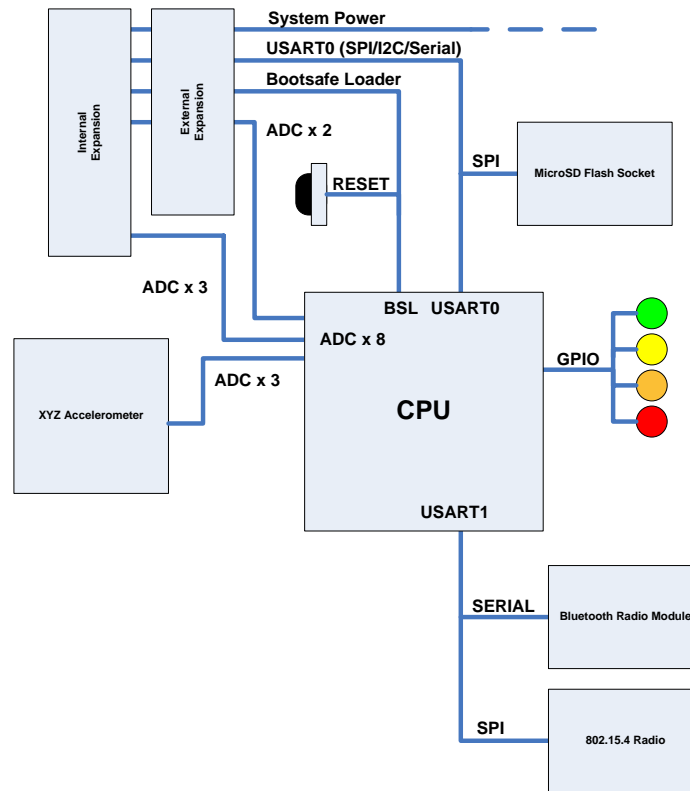 System Power
USART0 (SPI/I2C/Serial)
Bootsafe Loader
Internal
Expansion
External
Expansion
ADC x 2
SPI
MicroSD Flash Socket
RESET
ADC x 3
BSL
USART0
ADC x 8
GPIO
ADC x 3
XYZ Accelerometer
CPU
USART1
SERIAL
Bluetooth Radio Module
SPI
802.15.4 Radio